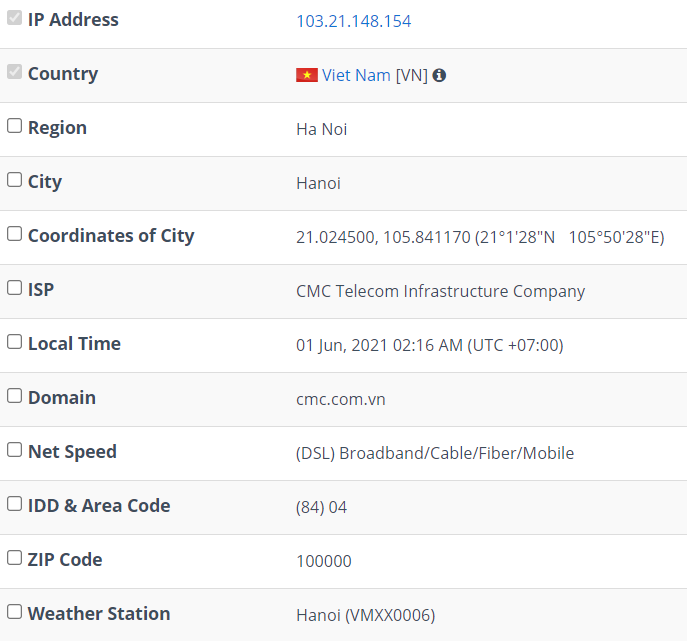 IP Address 103.21.148.154
Country Viet Nam [VN]
Region Ha Noi
City Hanoi
Coordinates of City 21.024500, 105.841170 (21°1'28"N 105°50'28"E)
ISP CMC Telecom Infrastructure Company
Local Time 01 Jun, 2021 02:16 AM (UTC +07:00)
Domain cmc.com.vn
Net Speed (DSL) Broadband/Cable/Fiber/Mobile
IDD & Area Code (84) 04
ZIP Code 100000
Weather Station Hanoi (VMXX0006)